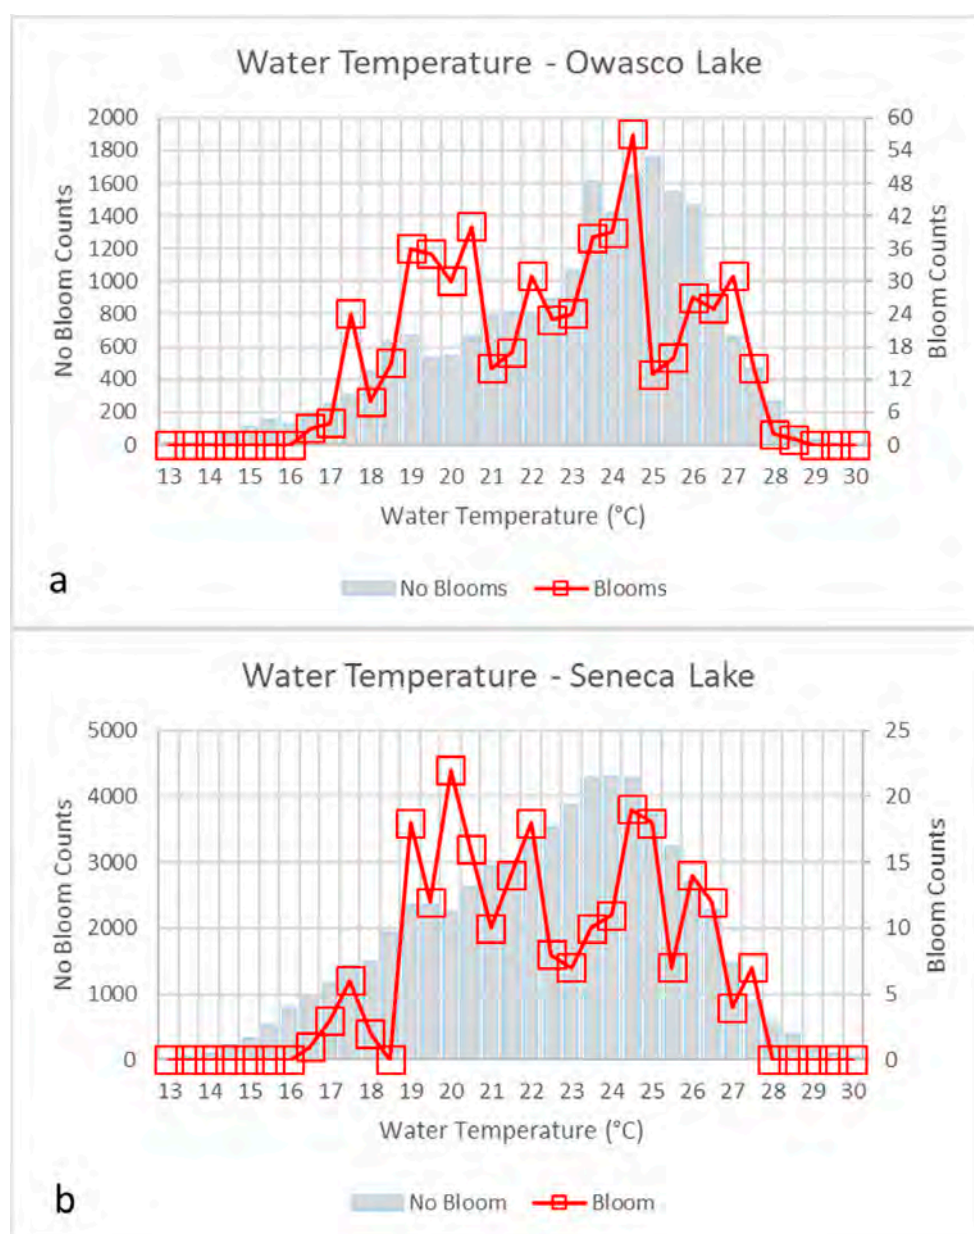 Water Temperature - Owasco Lake
2000
1800
1600
1400
1200
1000
800
600
400
200
0
No Bloom Counts
60
54
48
42
36
30
24
18
12
6
0
Bloom Counts
13 14 15 16 17 18 19 20 21 22 23 24 25 26 27 28 29 30
Water Temperature (°C)
a
No Blooms Blooms
Water Temperature - Seneca Lake
5000
4000
3000
2000
1000
0
No Bloom Counts
25
20
15
10
5
0
Bloom Counts
13 14 15 16 17 18 19 20 21 22 23 24 25 26 27 28 29 30
Water Temperature (°C)
b
No Bloom Bloom